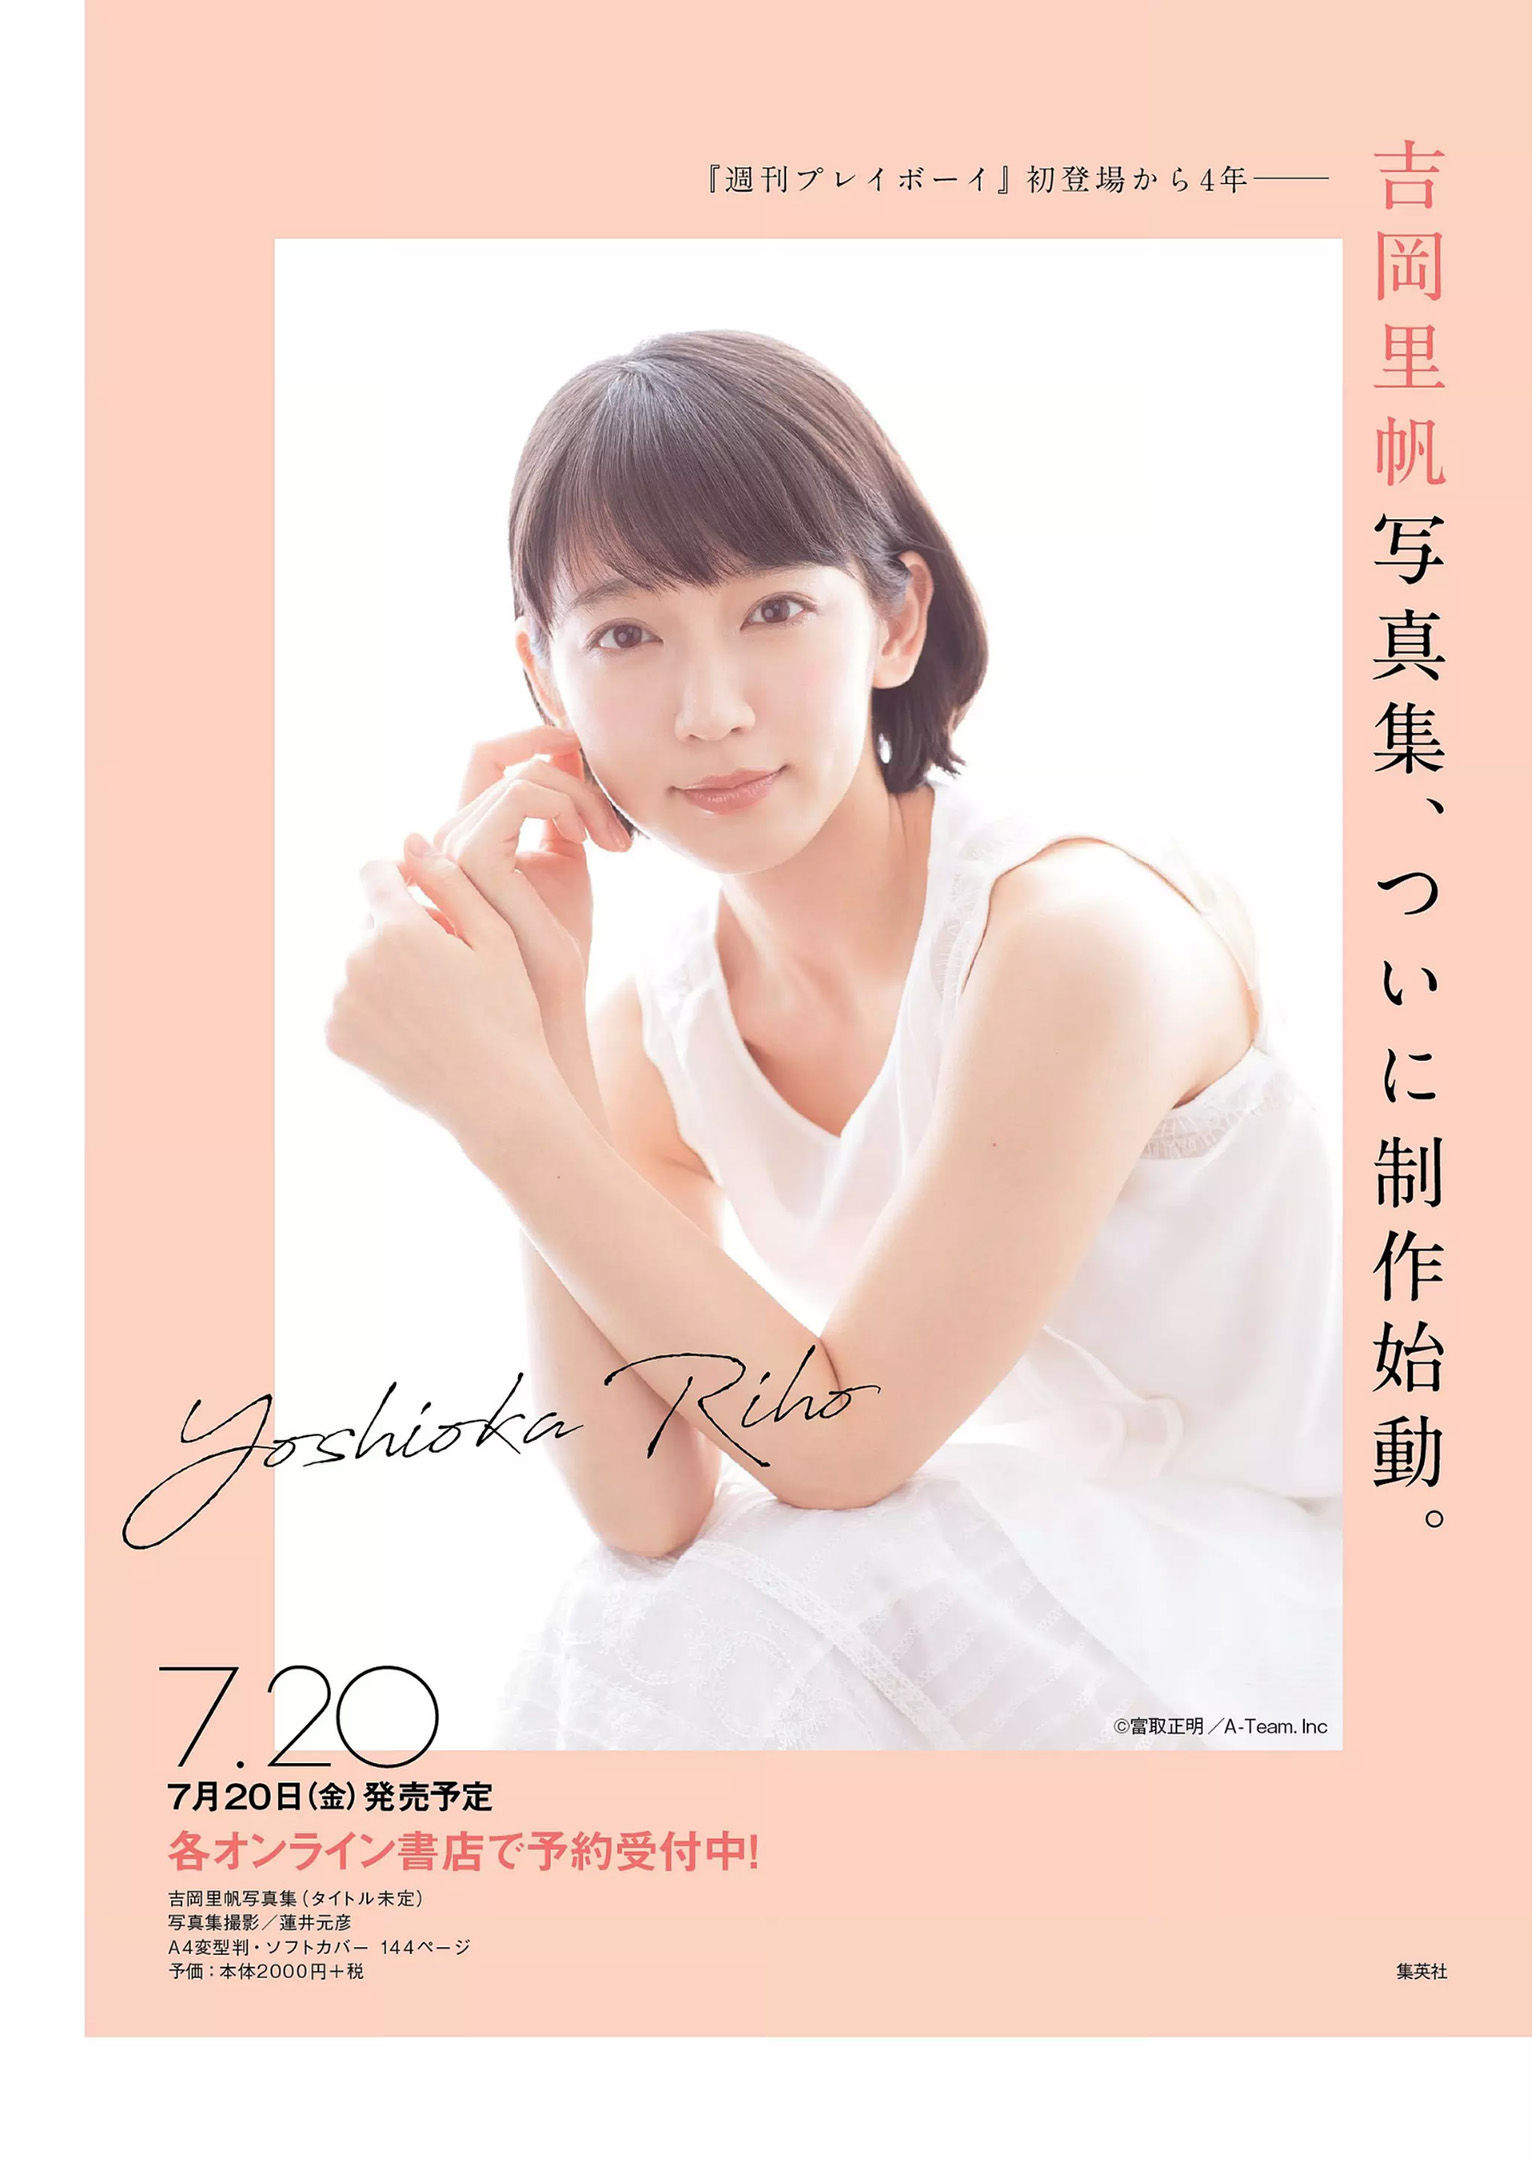 『週刊プレイボーイ』初登場から4年——
吉岡里帆写真集、ついに制作始動。
Yoshioka Riho
©富取正明／A-Team. Inc
7.20
7月20日（金）発売予定
各オンライン書店で予約受付中！
吉岡里帆写真集（タイトル未定）
写真集撮影／蓮井元彦
A4変型判・ソフトカバー 144ページ
予価：本体2000円＋税
集英社